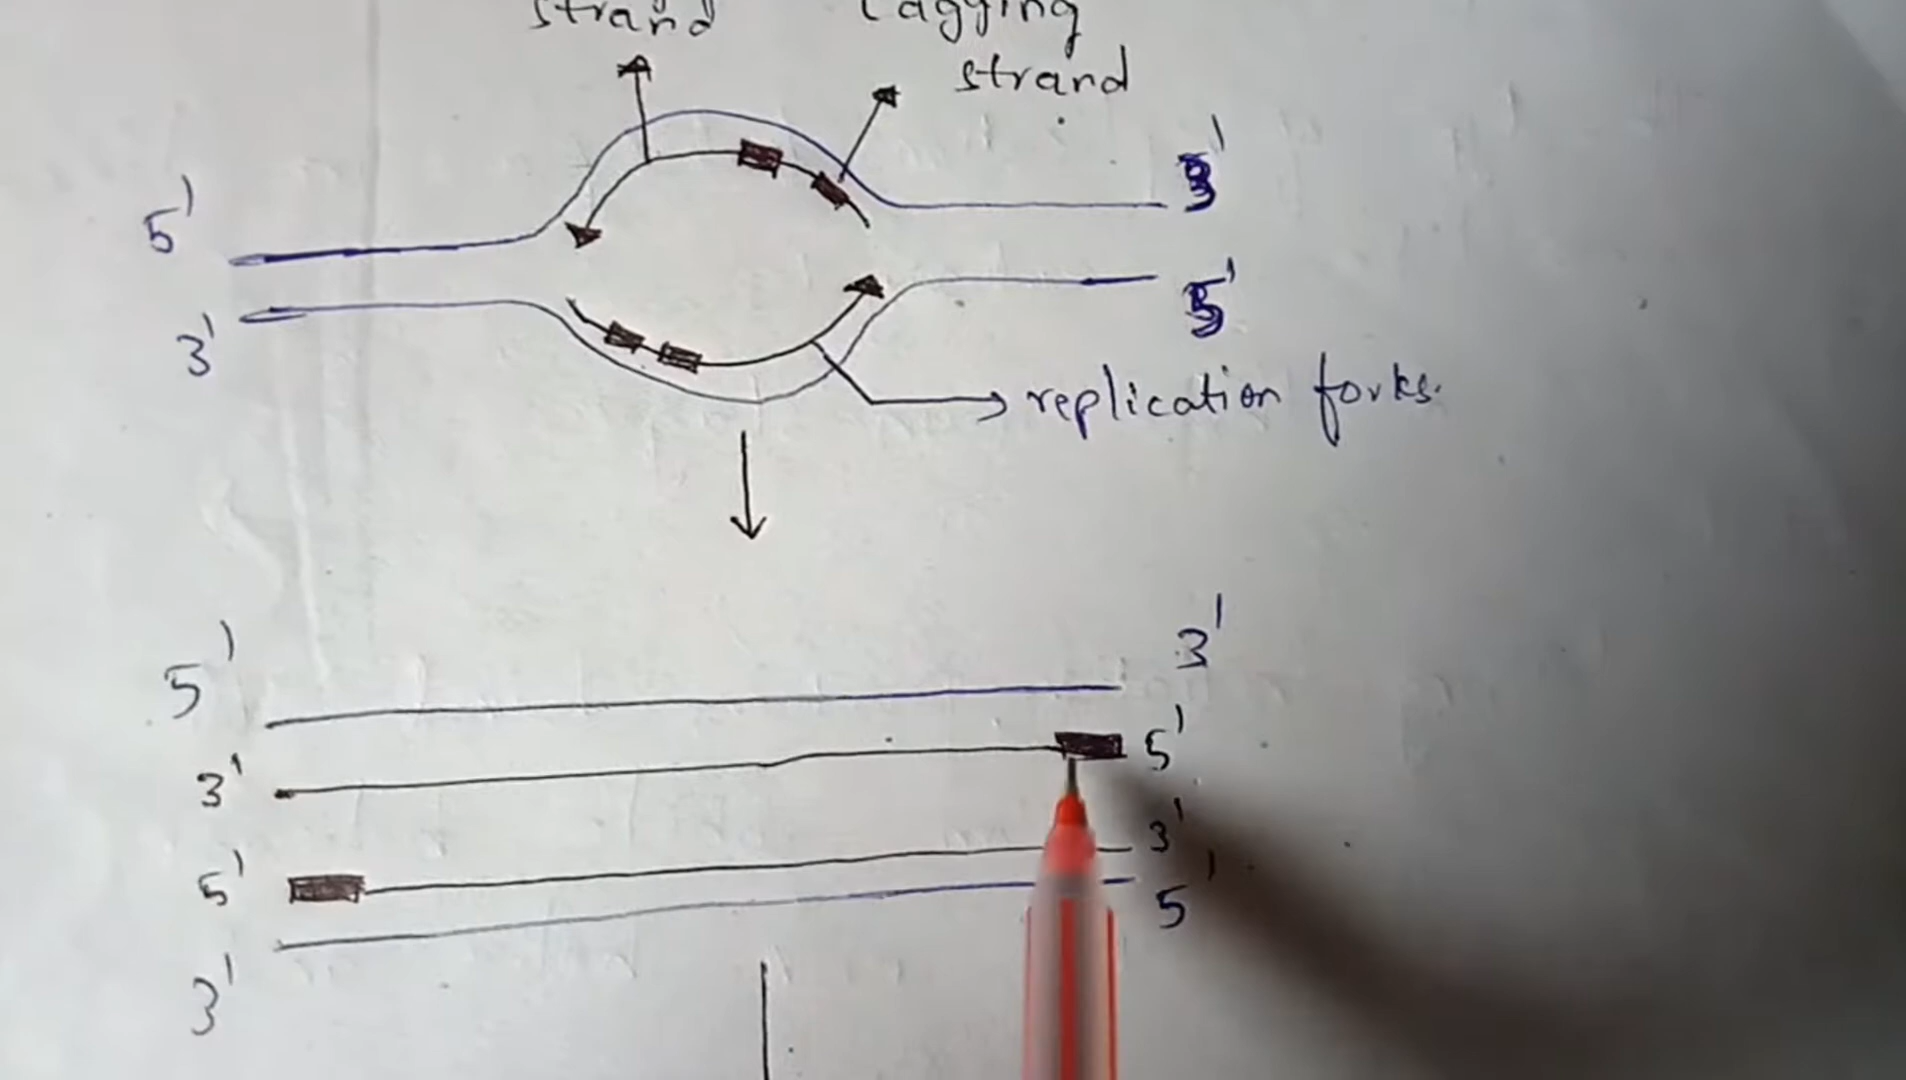 strand lagging
strand
5' 3'
3' 5'
replication forks.
5' 3'
3' 5'
5' 3'
3' 5'